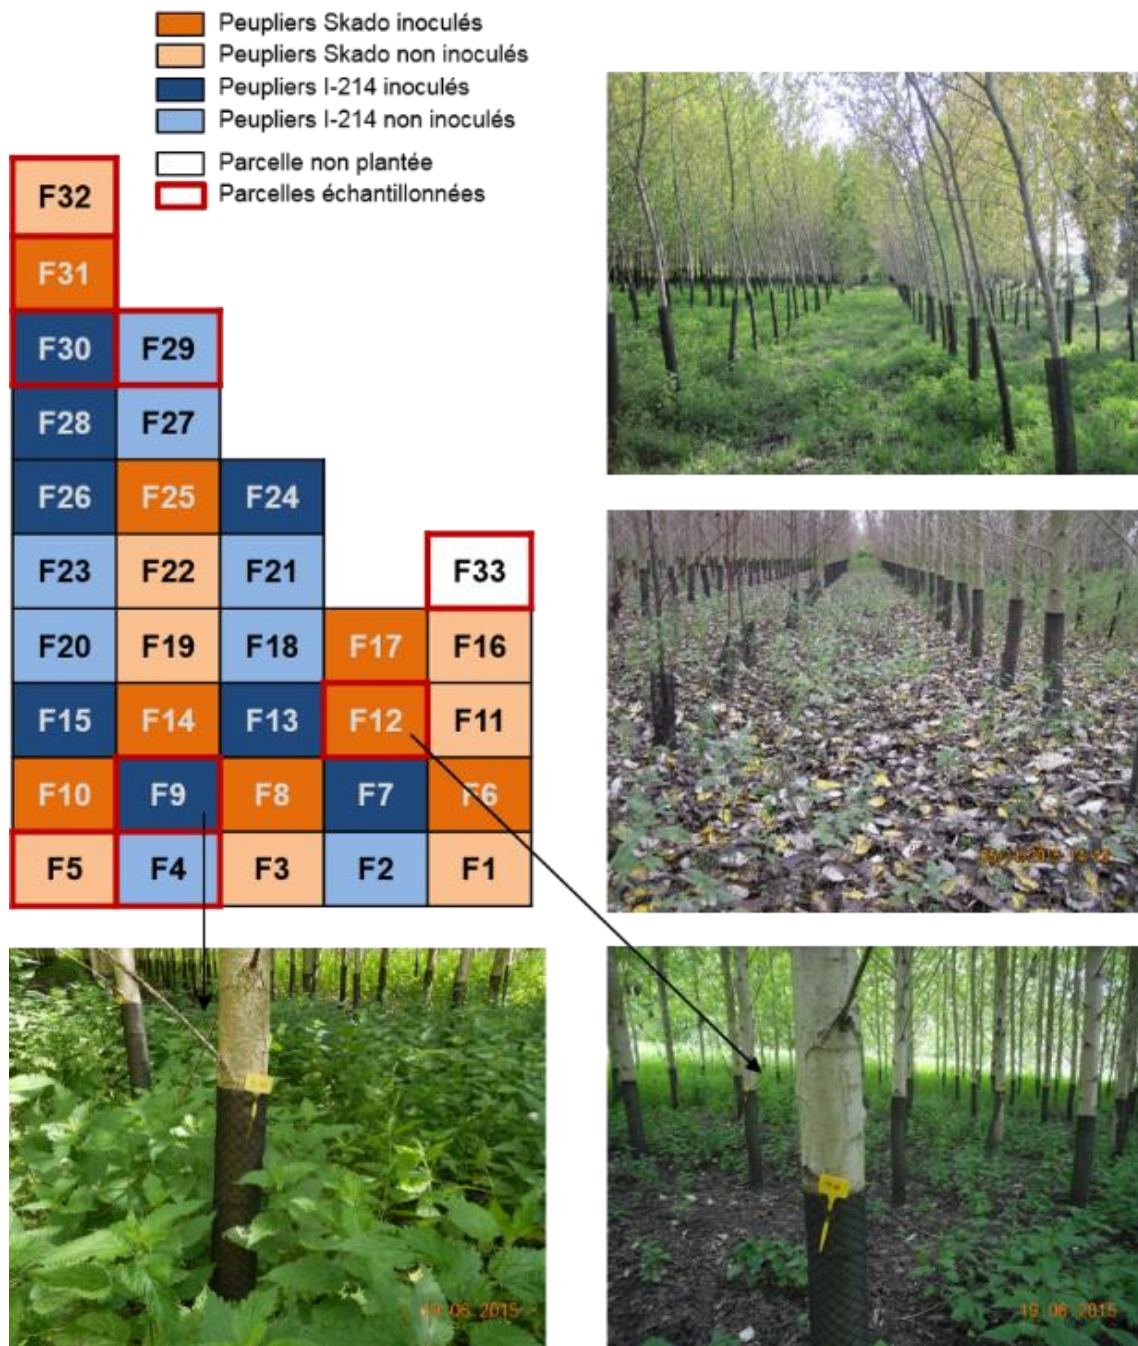 Peupliers Skado inoculés
Peupliers Skado non inoculés
Peupliers I-214 inoculés
Peupliers I-214 non inoculés
Parcelle non plantée
Parcelles échantillonnées
F32
F31
F30 F29
F28 F27
F26 F25 F24
F23 F22 F21 F33
F20 F19 F18 F17 F16
F15 F14 F13 F12 F11
F10 F9 F8 F7 F6
F5 F4 F3 F2 F1
19 06 2015
19 06 2015